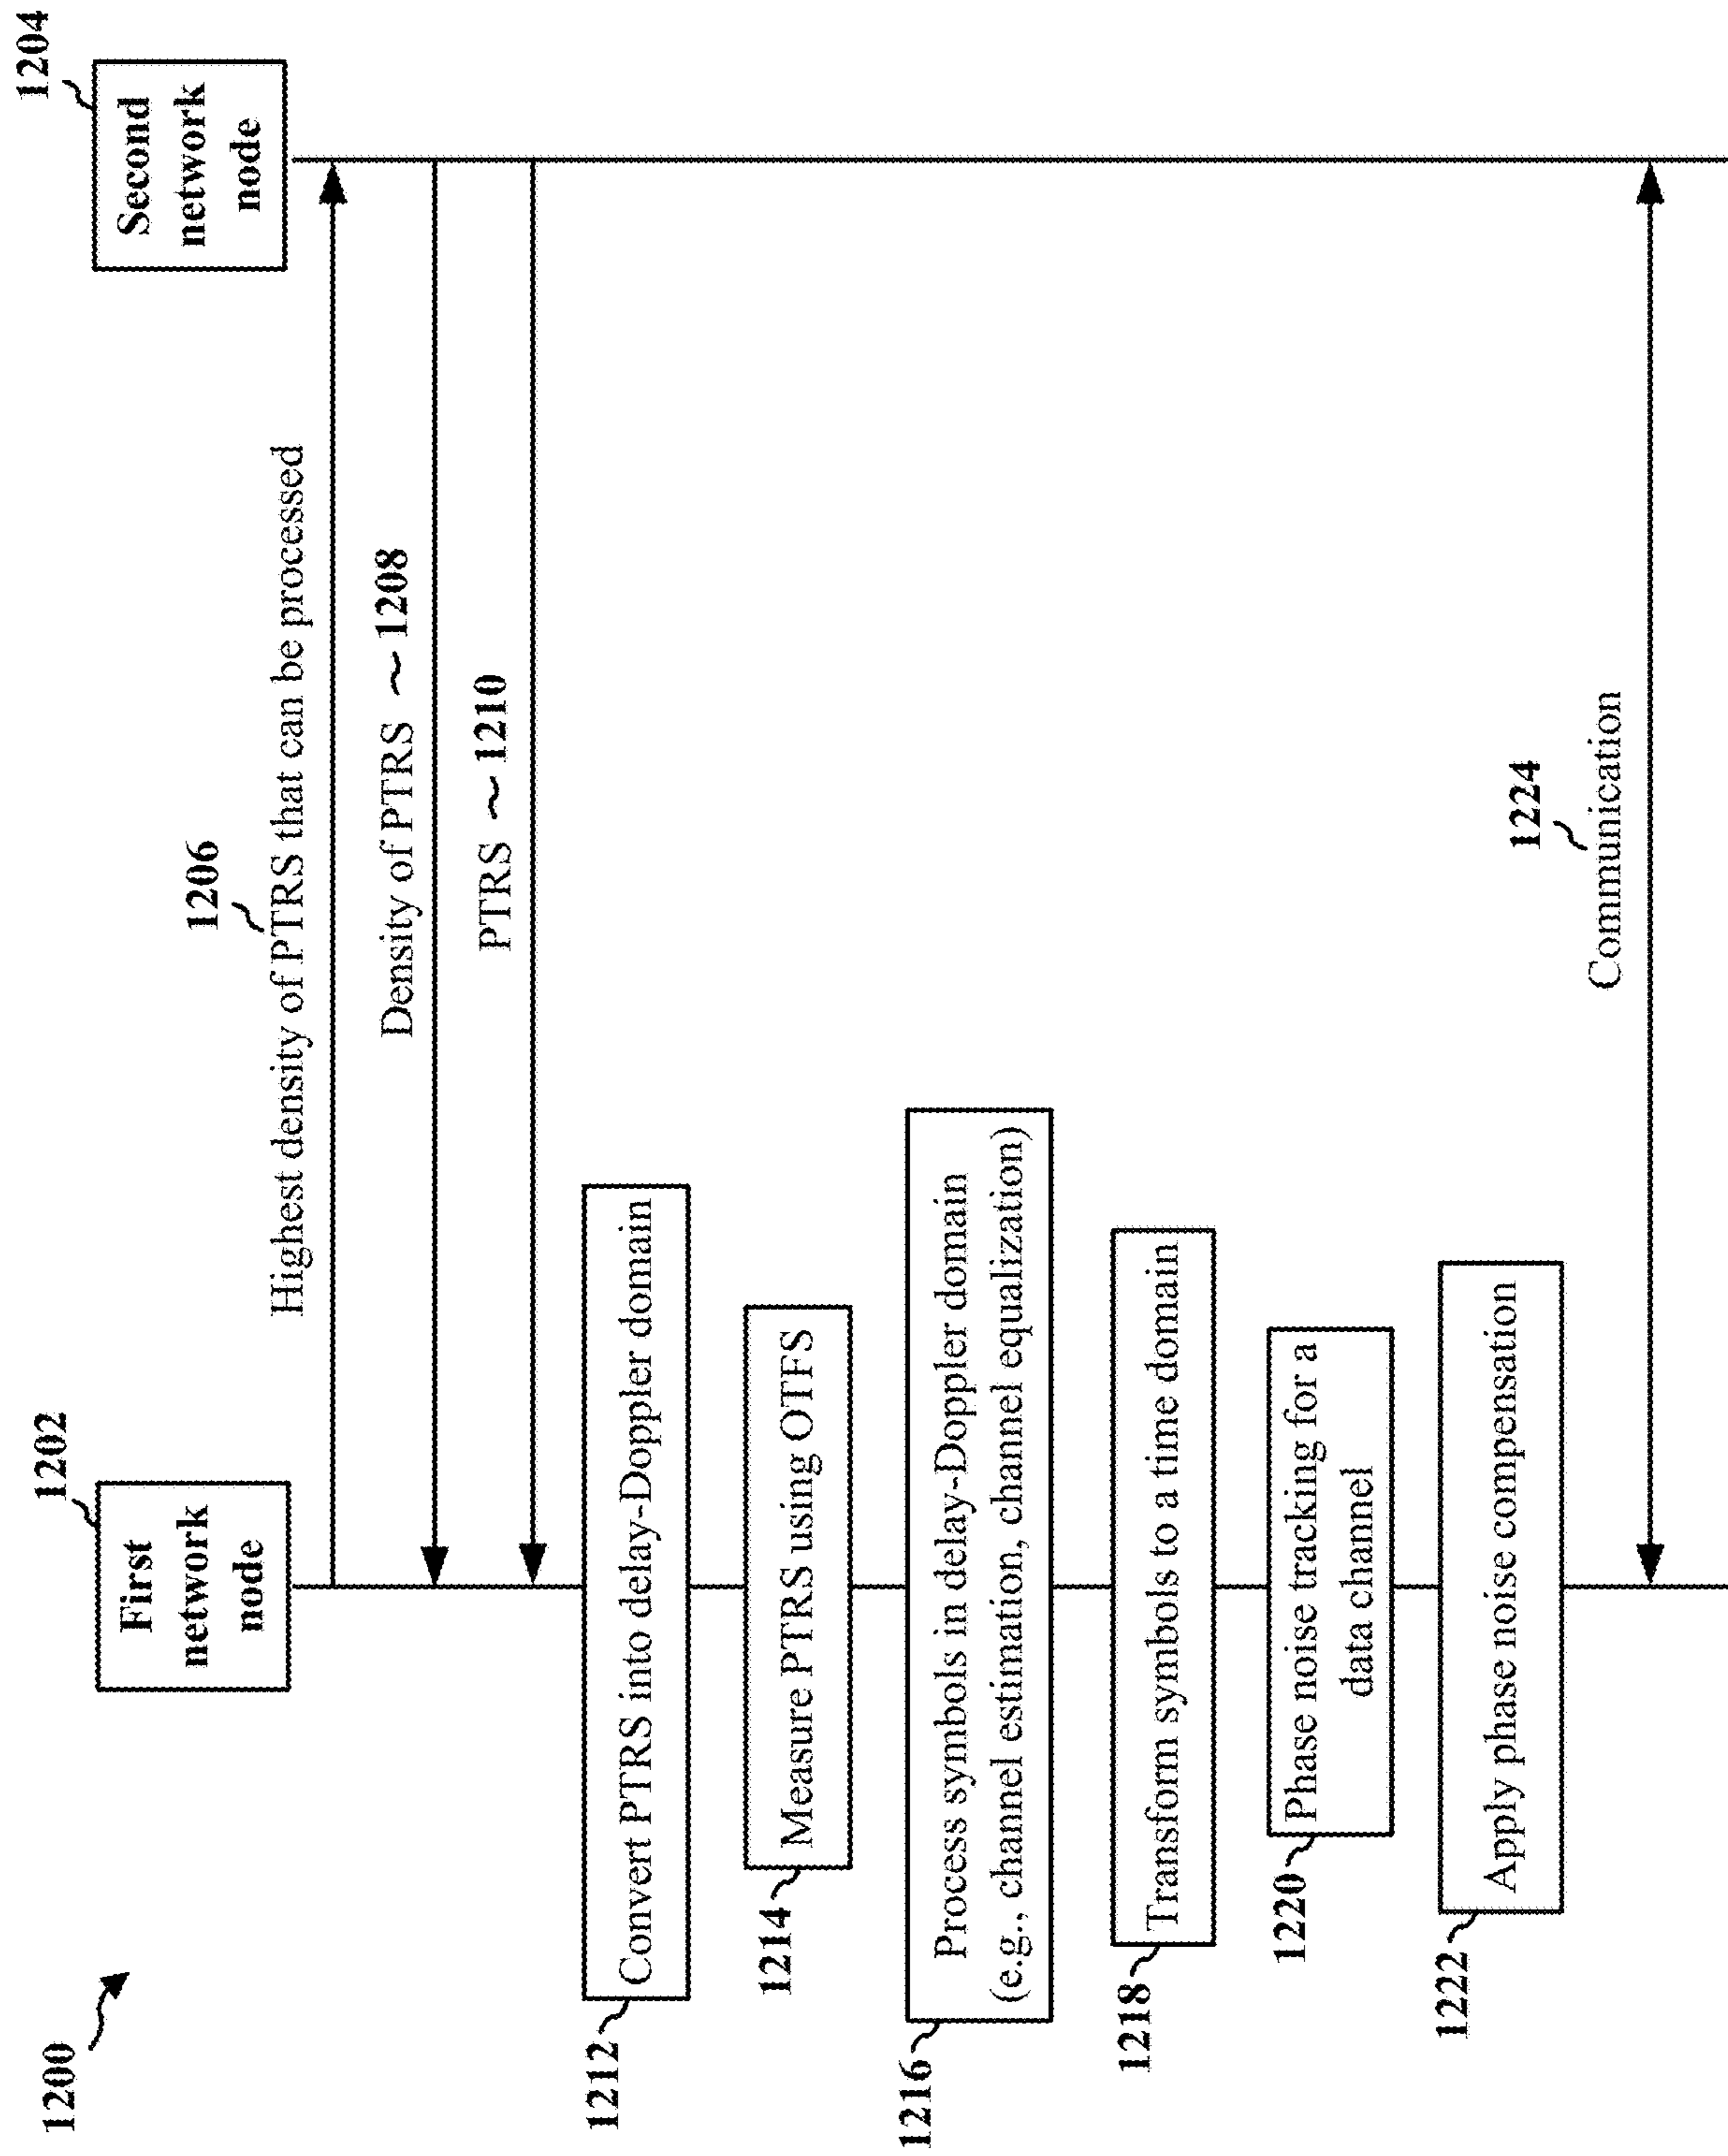 1200
1202
First
network
node
1204
Second
network
node
1206
Highest density of PTRS that can be processed
Density of PTRS ~ 1208
PTRS ~ 1210
1212
Convert PTRS into delay-Doppler domain
1214
Measure PTRS using OTFS
1216
Process symbols in delay-Doppler domain
(e.g., channel estimation, channel equalization)
1218
Transform symbols to a time domain
1220
Phase noise tracking for a
data channel
1222
Apply phase noise compensation
1224
Communication